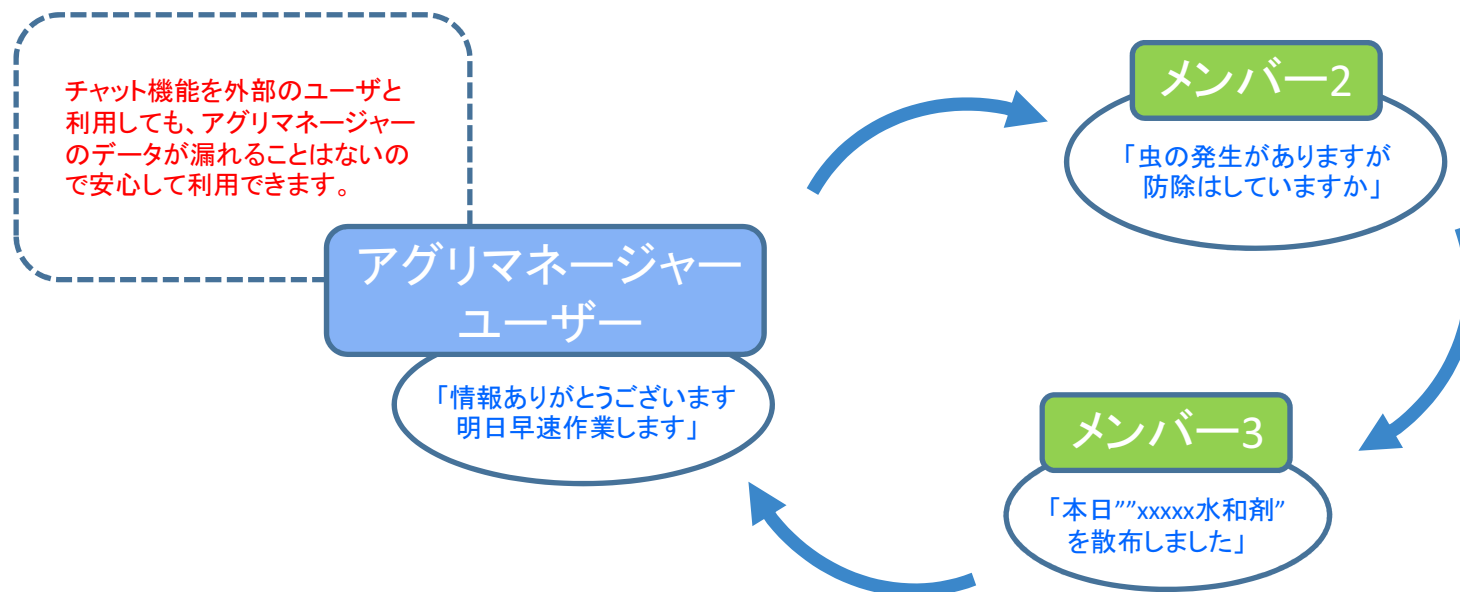 チャット機能を外部のユーザと
利用しても、アグリマネージャー
のデータが漏れることはないの
で安心して利用できます。
アグリマネージャー
ユーザー
「情報ありがとうございます
明日早速作業します」
メンバー2
「虫の発生がありますが
防除はしていますか」
メンバー3
「本日””xxxxx水和剤”
を散布しました」